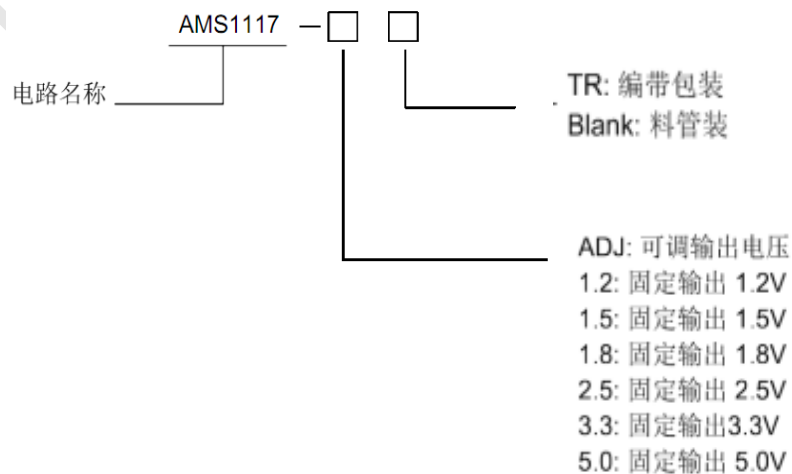 AMS1117 —□ □
电路名称
TR: 编带包装
Blank: 料管装
ADJ: 可调输出电压
1.2: 固定输出 1.2V
1.5: 固定输出 1.5V
1.8: 固定输出 1.8V
2.5: 固定输出 2.5V
3.3: 固定输出3.3V
5.0: 固定输出 5.0V